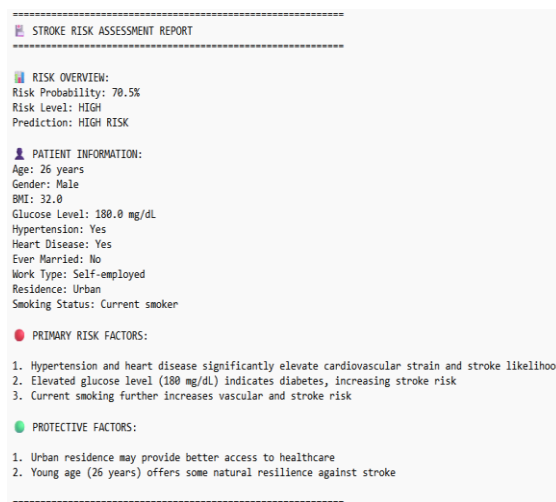 ============================================================
STROKE RISK ASSESSMENT REPORT
============================================================
RISK OVERVIEW:
Risk Probability: 70.5%
Risk Level: HIGH
Prediction: HIGH RISK
PATIENT INFORMATION:
Age: 26 years
Gender: Male
BMI: 32.0
Glucose Level: 180.0 mg/dL
Hypertension: Yes
Heart Disease: Yes
Ever Married: No
Work Type: Self-employed
Residence: Urban
Smoking Status: Current smoker
PRIMARY RISK FACTORS:
1. Hypertension and heart disease significantly elevate cardiovascular strain and stroke likelihoo
2. Elevated glucose level (180 mg/dL) indicates diabetes, increasing stroke risk
3. Current smoking further increases vascular and stroke risk
PROTECTIVE FACTORS:
1. Urban residence may provide better access to healthcare
2. Young age (26 years) offers some natural resilience against stroke
============================================================